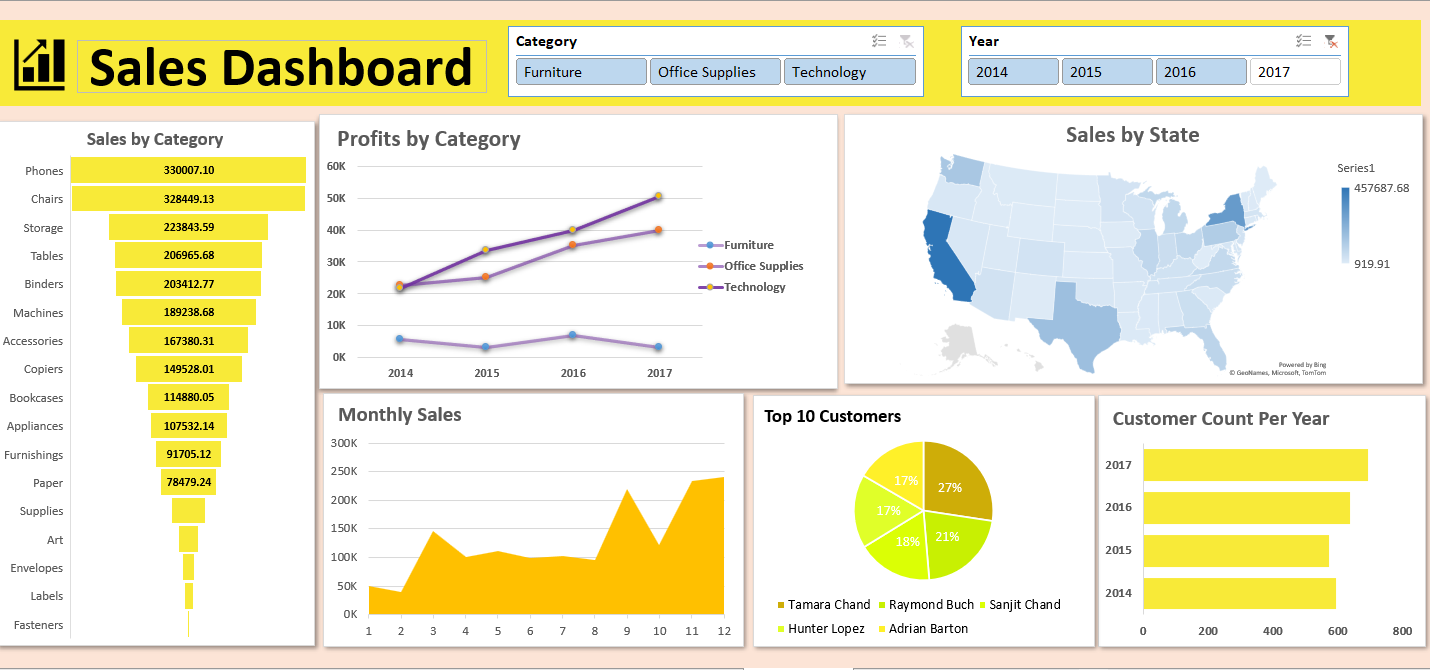 Sales Dashboard
Category
Furniture Office Supplies Technology
Year
2014 2015 2016 2017
Sales by Category
Phones 330007.10
Chairs 328449.13
Storage 223843.59
Tables 206965.68
Binders 203412.77
Machines 189238.68
Accessories 167380.31
Copiers 149528.01
Bookcases 114880.05
Appliances 107532.14
Furnishings 91705.12
Paper 78479.24
Supplies
Art
Envelopes
Labels
Fasteners
Profits by Category
60K
50K
40K
30K
20K
10K
0K
2014 2015 2016 2017
Furniture
Office Supplies
Technology
Sales by State
Series1
457687.68
919.91
Powered by Bing
© GeoNames, Microsoft, TomTom
Monthly Sales
300K
250K
200K
150K
100K
50K
0K
1 2 3 4 5 6 7 8 9 10 11 12
Top 10 Customers
17% 27%
17%
18% 21%
Tamara Chand Raymond Buch Sanjit Chand
Hunter Lopez Adrian Barton
Customer Count Per Year
2017
2016
2015
2014
0 200 400 600 800